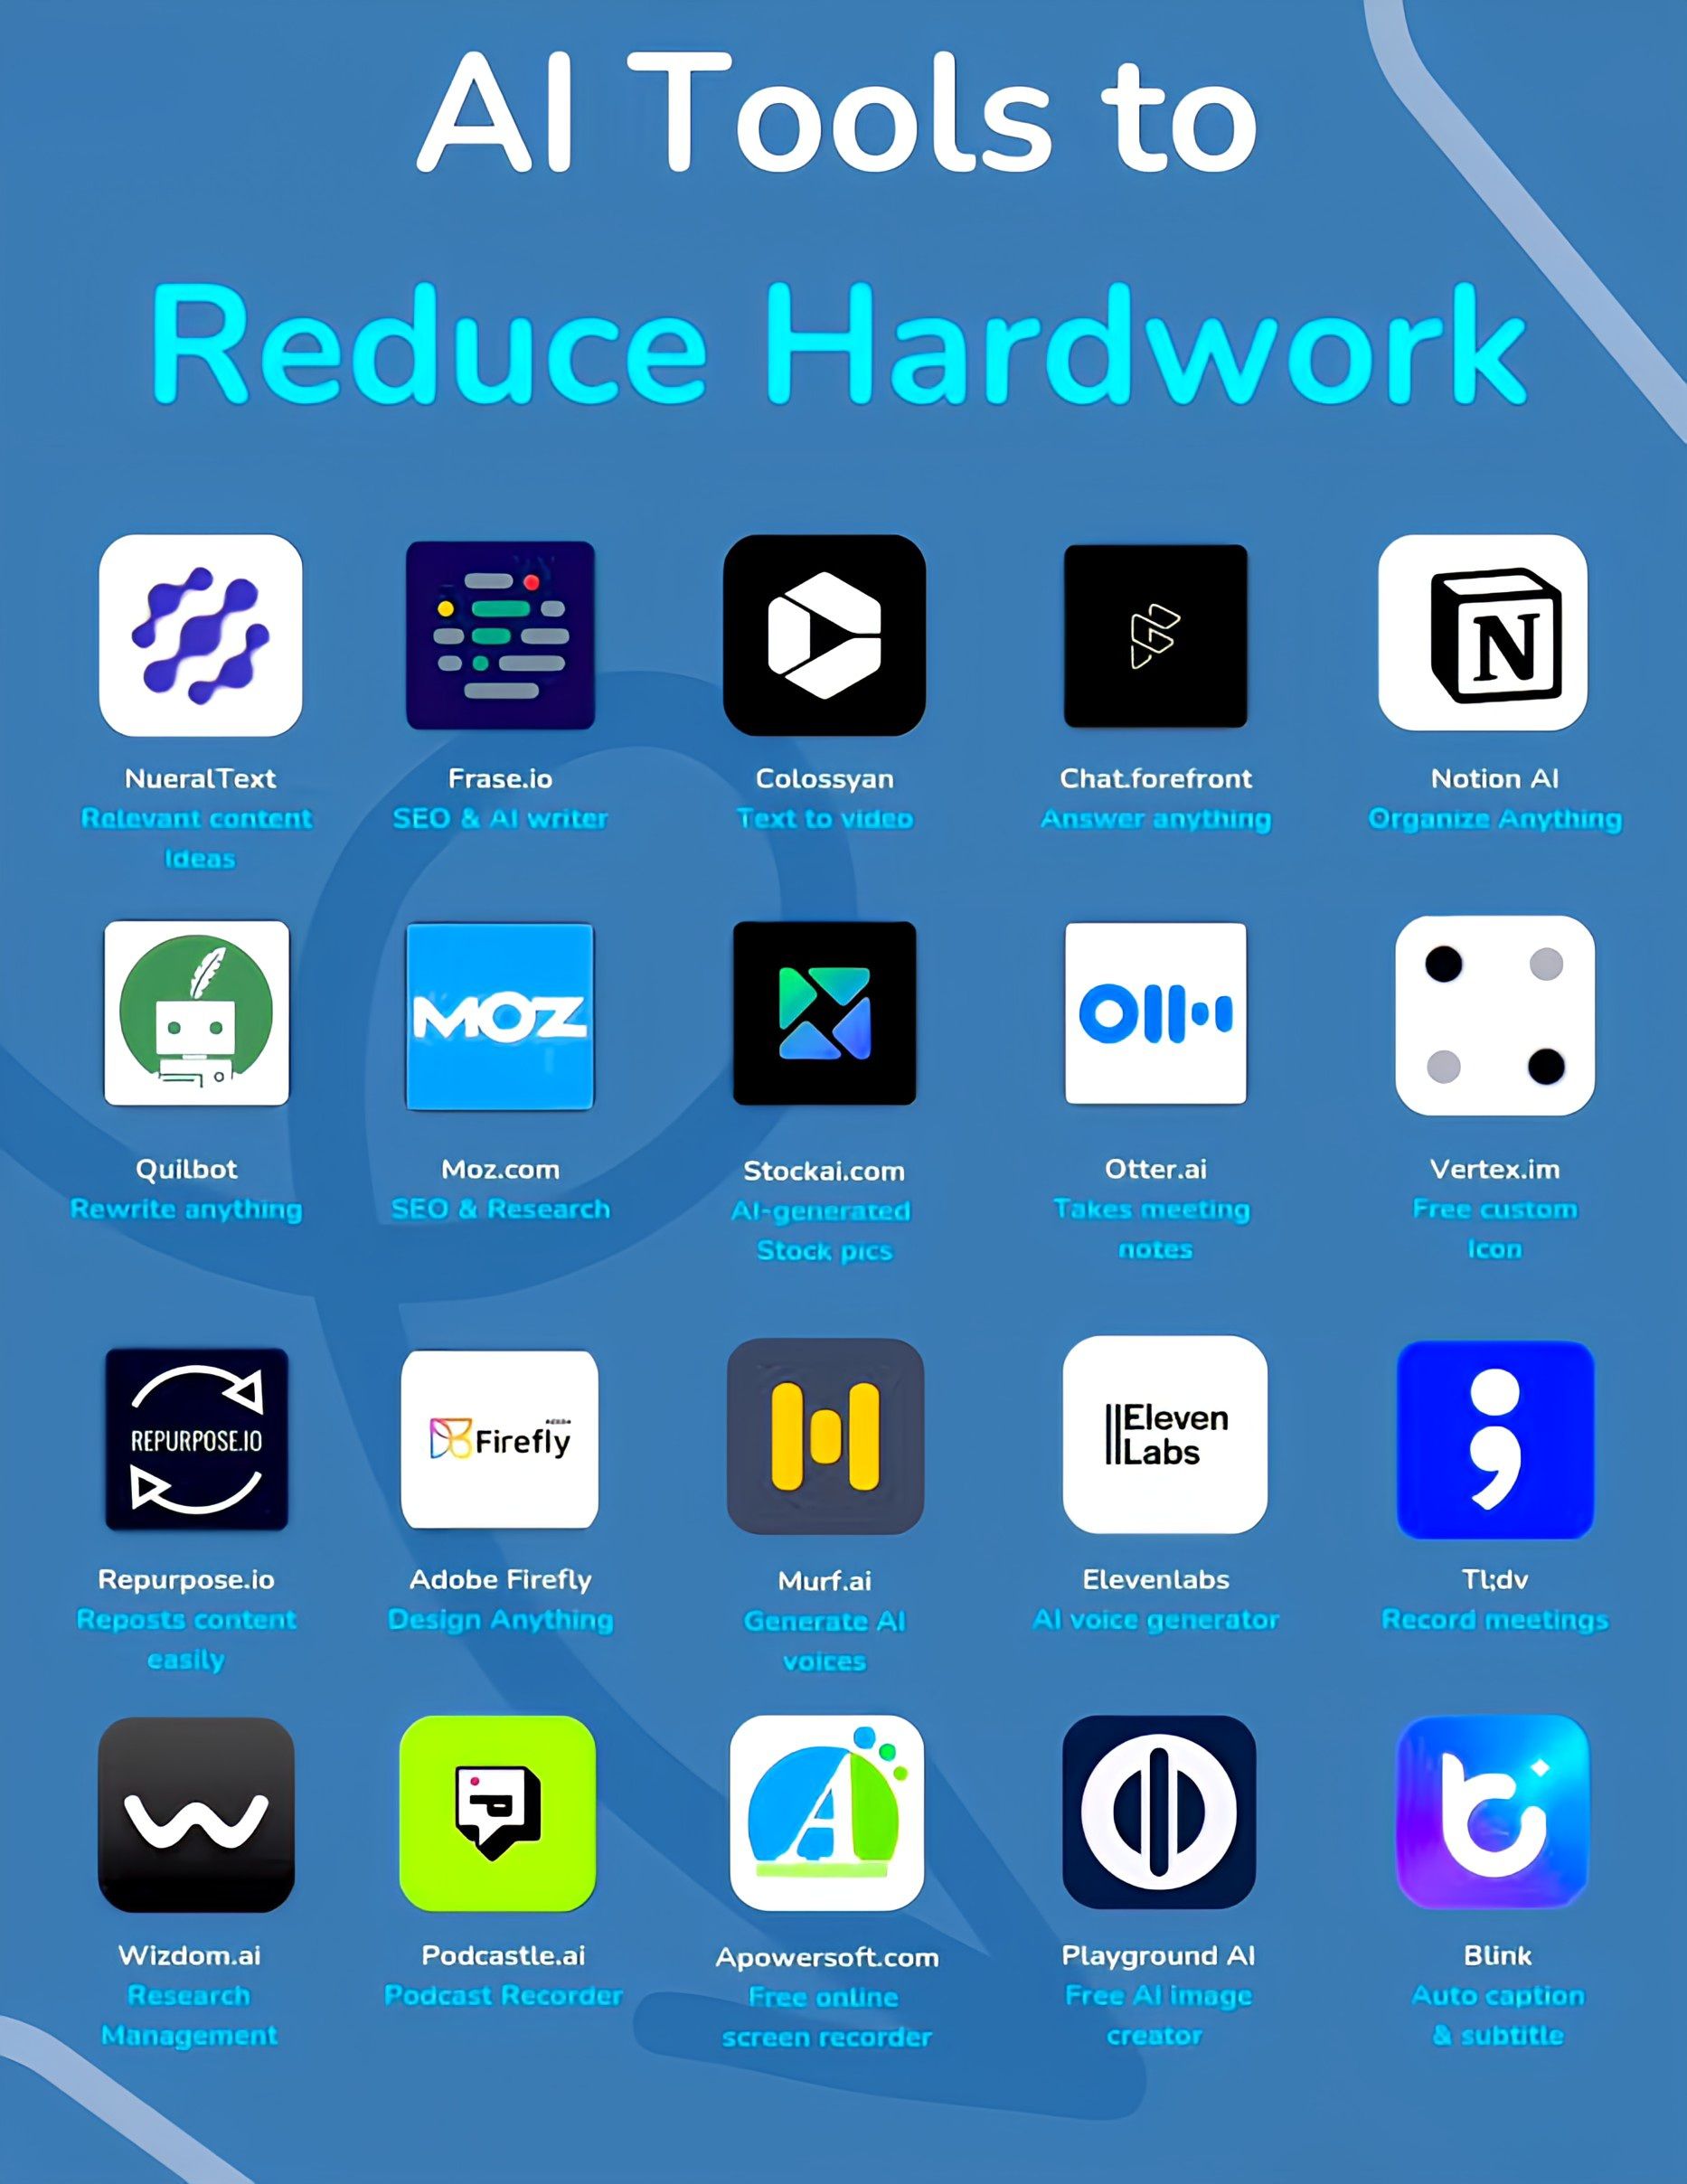 AI Tools to
Reduce Hardwork
NueralText
Relevant content
Ideas
Frase.io
SEO & AI writer
Colossyan
Text to video
Chat.forefront
Answer anything
N
Notion AI
Organize Anything
Quilbot
Rewrite anything
MOZ
Moz.com
SEO & Research
Stockai.com
AI-generated
Stock pics
Otter.ai
Takes meeting
notes
Vertex.im
Free custom
Icon
REPURPOSE.IO
Repurpose.io
Reposts content
easily
Firefly
Adobe Firefly
Design Anything
Murf.ai
Generate AI
voices
||Eleven
Labs
Elevenlabs
AI voice generator
;
Tl;dv
Record meetings
Wizdom.ai
Research
Management
P
Podcastle.ai
Podcast Recorder
A
Apowersoft.com
Free online
screen recorder
Playground AI
Free AI image
creator
Blink
Auto caption
& subtitle